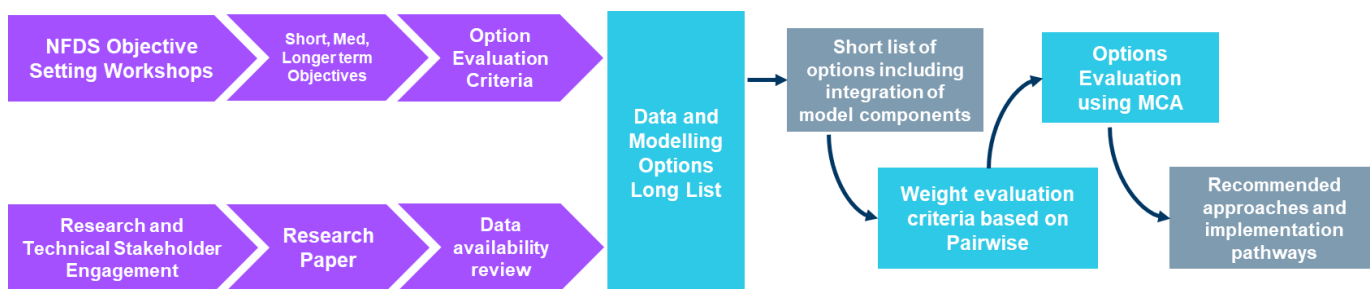 NFDS Objective
Setting Workshops
Short, Med,
Longer term
Objectives
Option
Evaluation
Criteria
Research and
Technical Stakeholder
Engagement
Research
Paper
Data
availability
review
Data and
Modelling
Options
Long List
Short list of
options including
integration of
model components
Weight evaluation
criteria based on
Pairwise
Options
Evaluation
using MCA
Recommended
approaches and
implementation
pathways